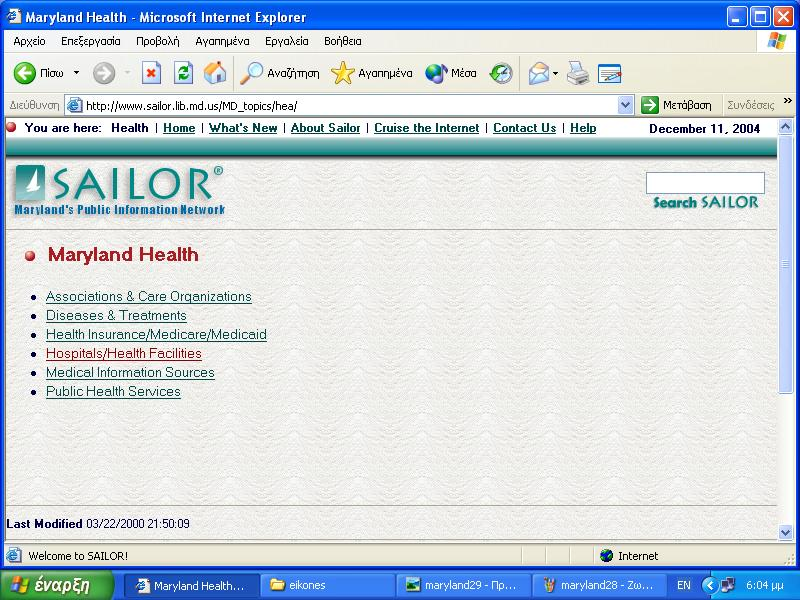 Maryland Health - Microsoft Internet Explorer
Αρχείο Επεξεργασία Προβολή Αγαπημένα Εργαλεία Βοήθεια
Πίσω Αναζήτηση Αγαπημένα Μέσα
Διεύθυνση http://www.sailor.lib.md.us/MD_topics/hea/ Μετάβαση Συνδέσεις »
You are here: Health | Home | What's New | About Sailor | Cruise the Internet | Contact Us | Help December 11, 2004
SAILOR®
Maryland's Public Information Network
Search SAILOR
Maryland Health
Associations & Care Organizations
Diseases & Treatments
Health Insurance/Medicare/Medicaid
Hospitals/Health Facilities
Medical Information Sources
Public Health Services
Last Modified 03/22/2000 21:50:09
Welcome to SAILOR! Internet
έναρξη Maryland Health... eikones maryland29 - Πρ... maryland28 - Ζω... EN 6:04 μμ